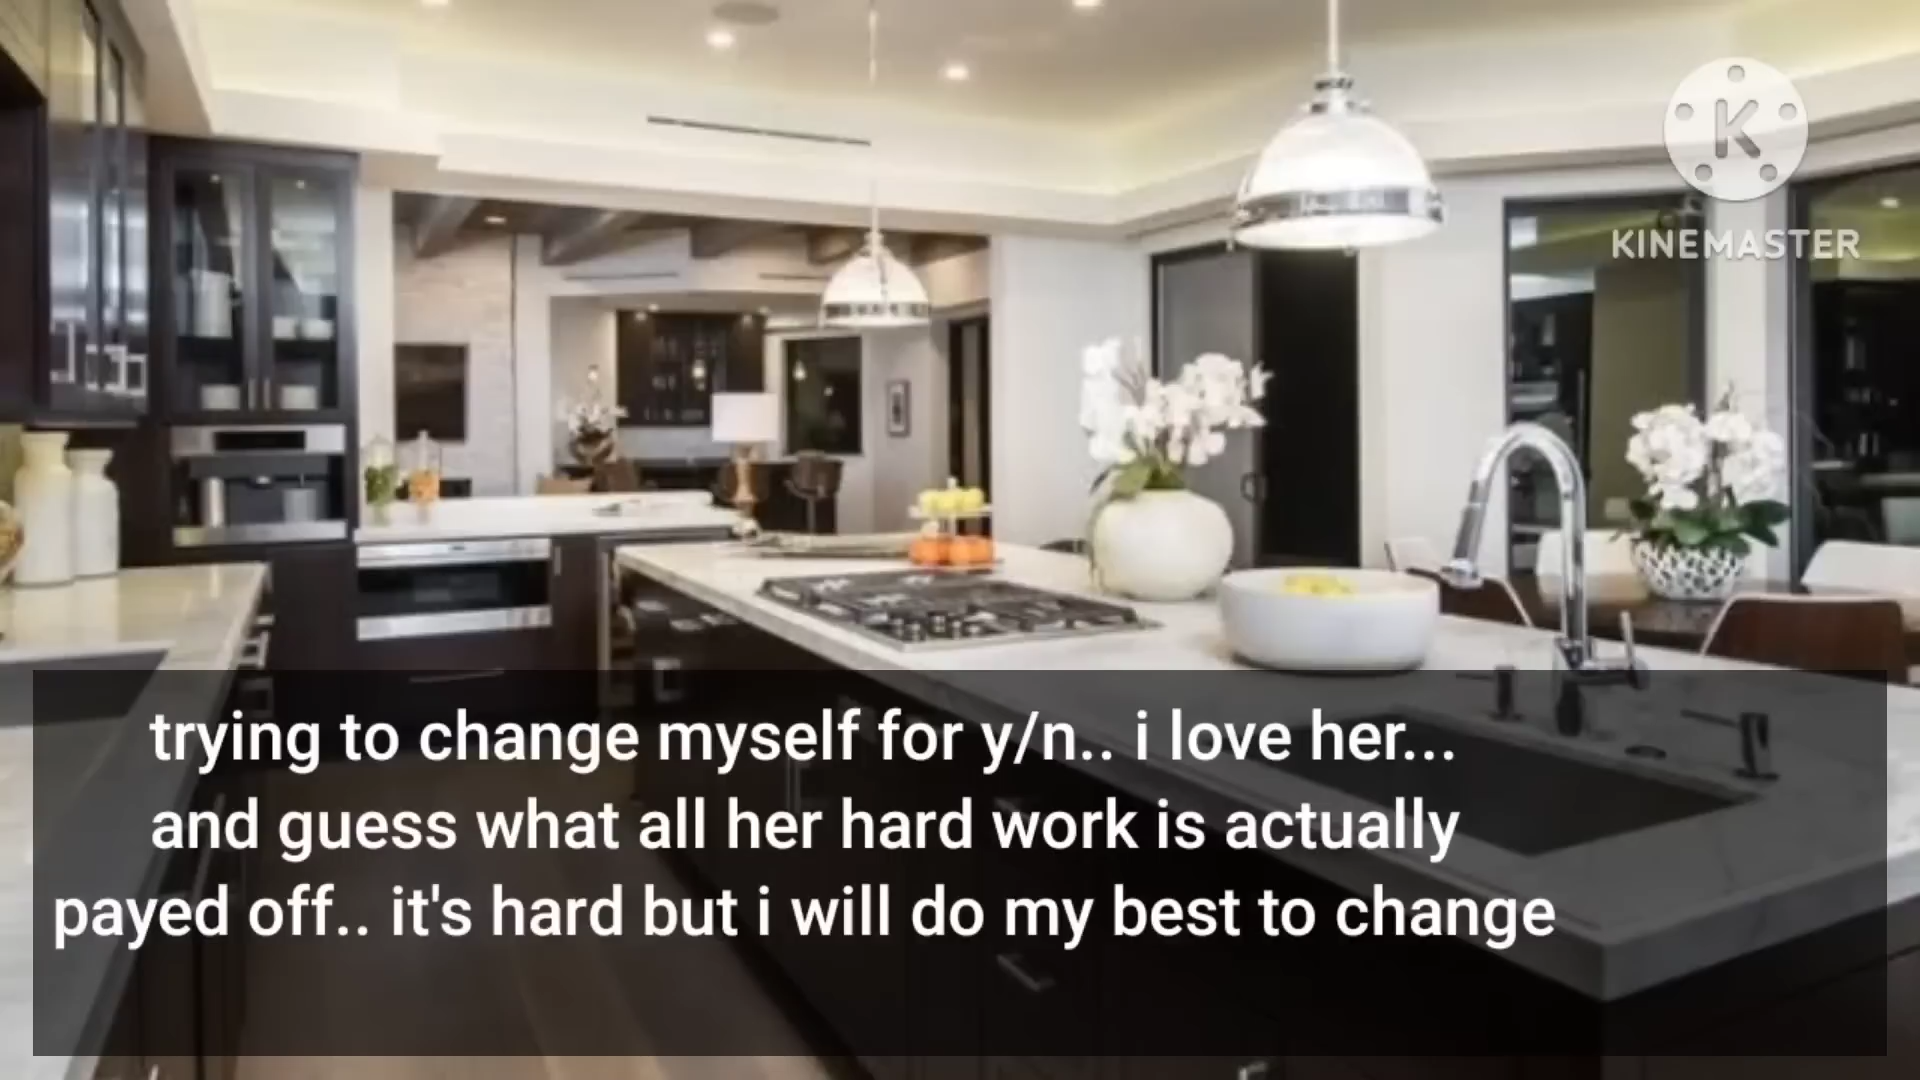 K
KINEMASTER
trying to change myself for y/n.. i love her...
and guess what all her hard work is actually
payed off.. it's hard but i will do my best to change